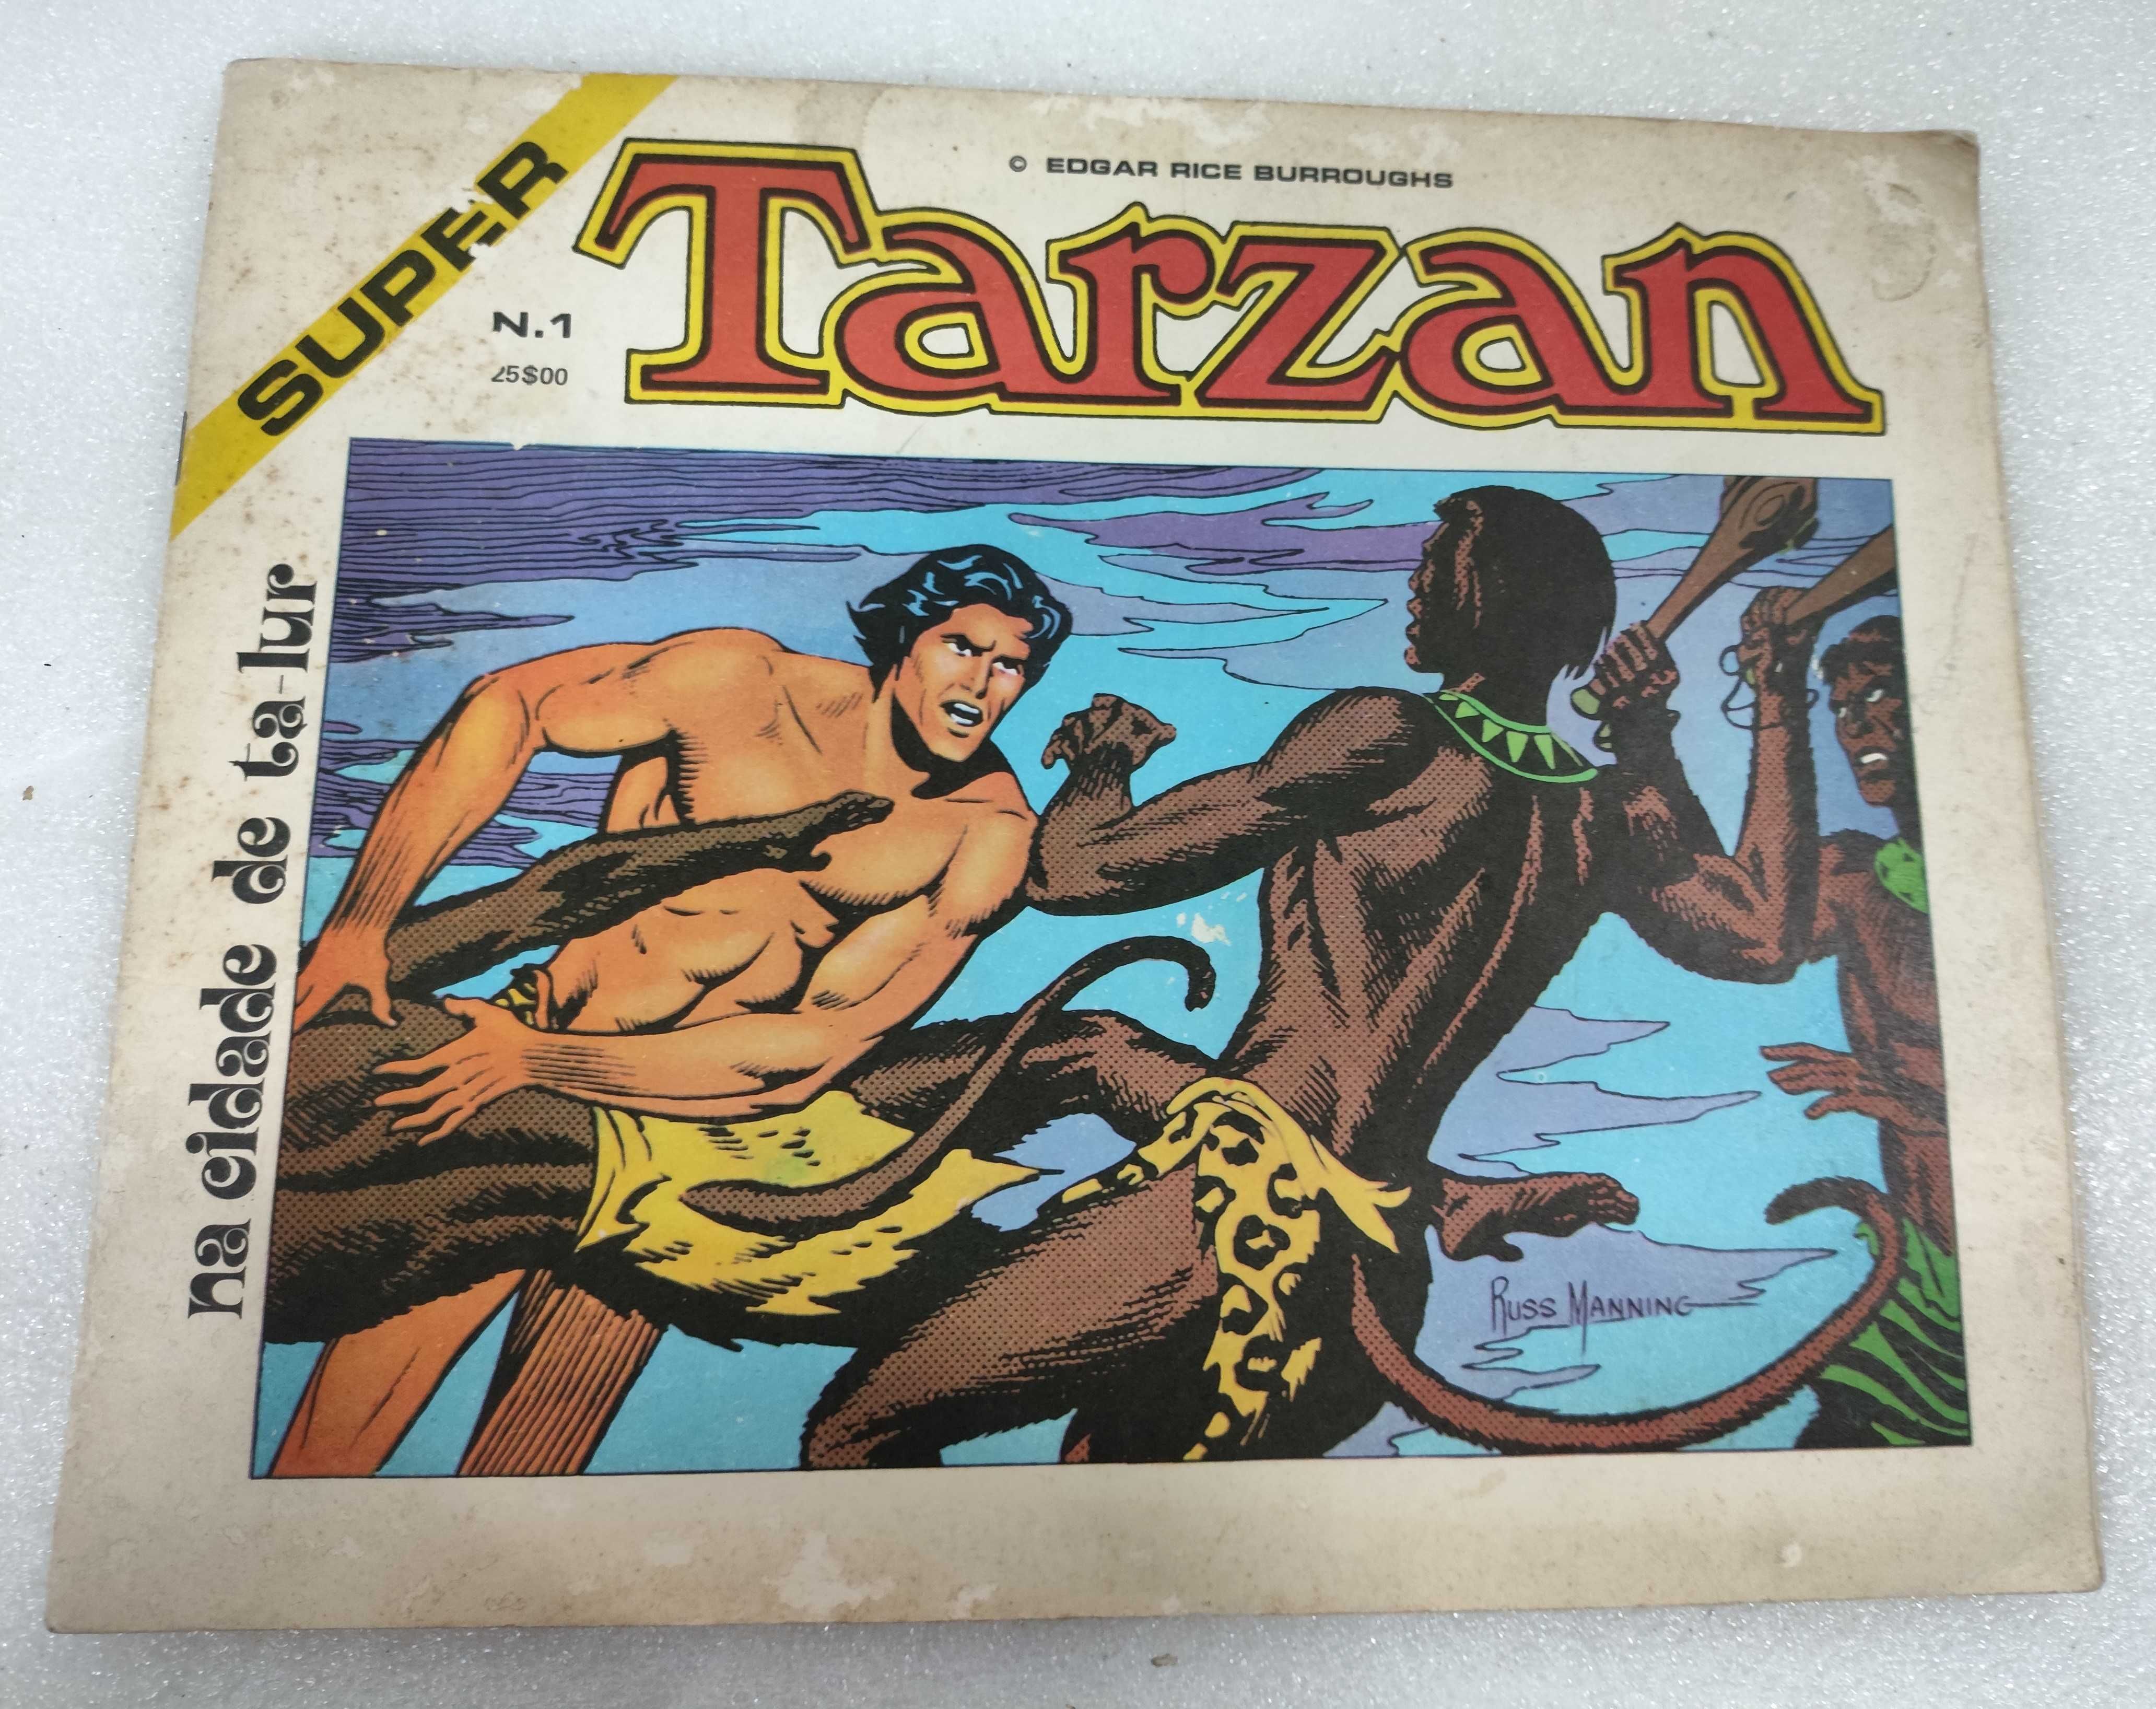 SUPER
© EDGAR RICE BURROUGHS
Tarzan
N.1
25$00
na cidade de ta-lur
RUSS MANNING